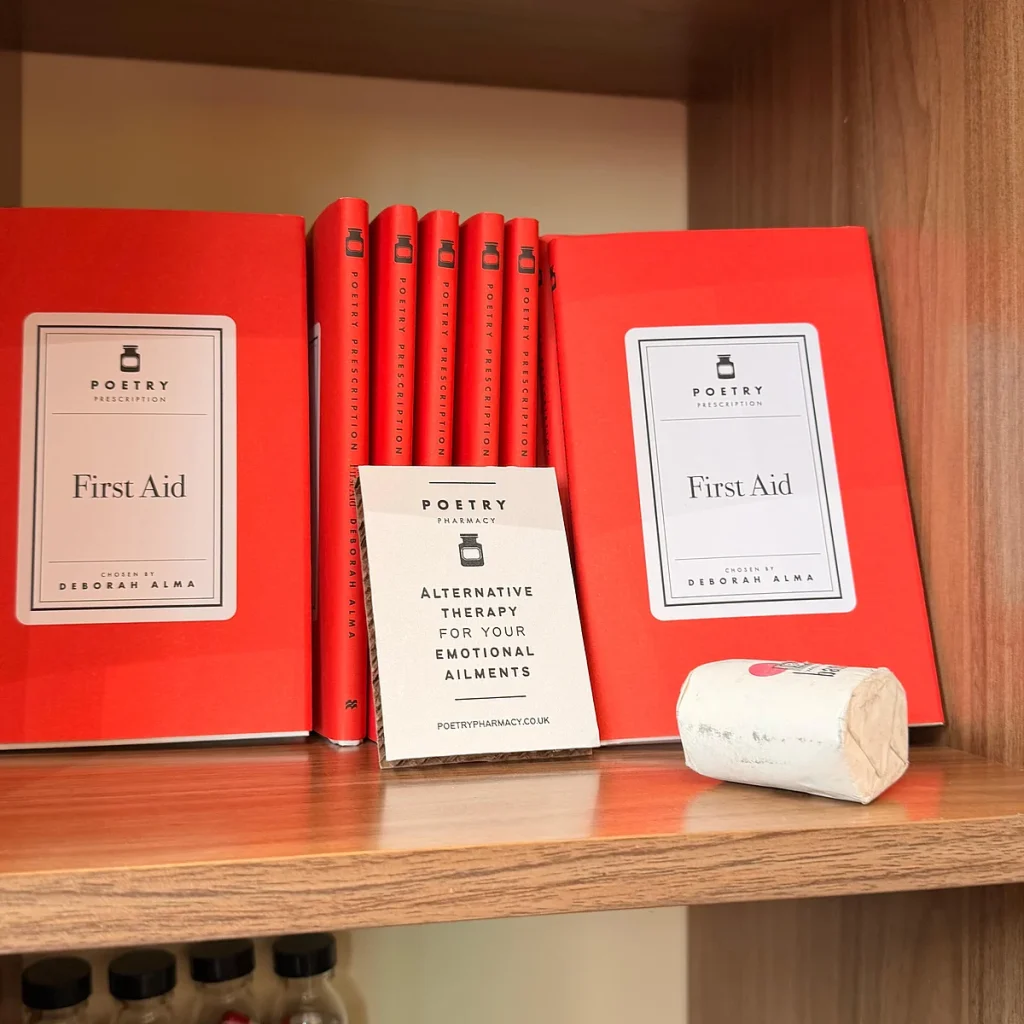 POETRY
PRESCRIPTION
First Aid
CHOSEN BY
DEBORAH ALMA
POETRY PRESCRIPTION
First Aid
DEBORAH ALMA
POETRY PRESCRIPTION
POETRY PRESCRIPTION
POETRY PRESCRIPTION
POETRY PRESCRIPTION
POETRY
PHARMACY
ALTERNATIVE
THERAPY
FOR YOUR
EMOTIONAL
AILMENTS
POETRYPHARMACY.CO.UK
POETRY
PRESCRIPTION
First Aid
CHOSEN BY
DEBORAH ALMA